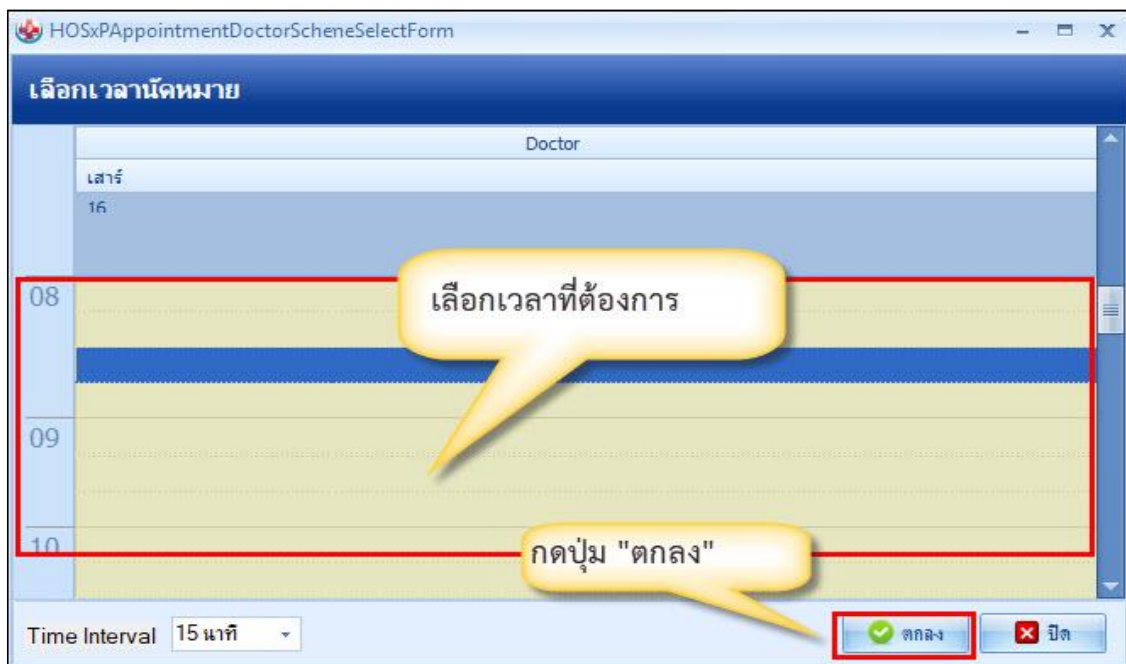 HOSxPAppointmentDoctorScheneSelectForm
เลือกเวลานัดหมาย
Doctor
เสาร์
16
08
เลือกเวลาที่ต้องการ
09
10
กดปุ่ม "ตกลง"
Time Interval 15 นาที ตกลง ปิด